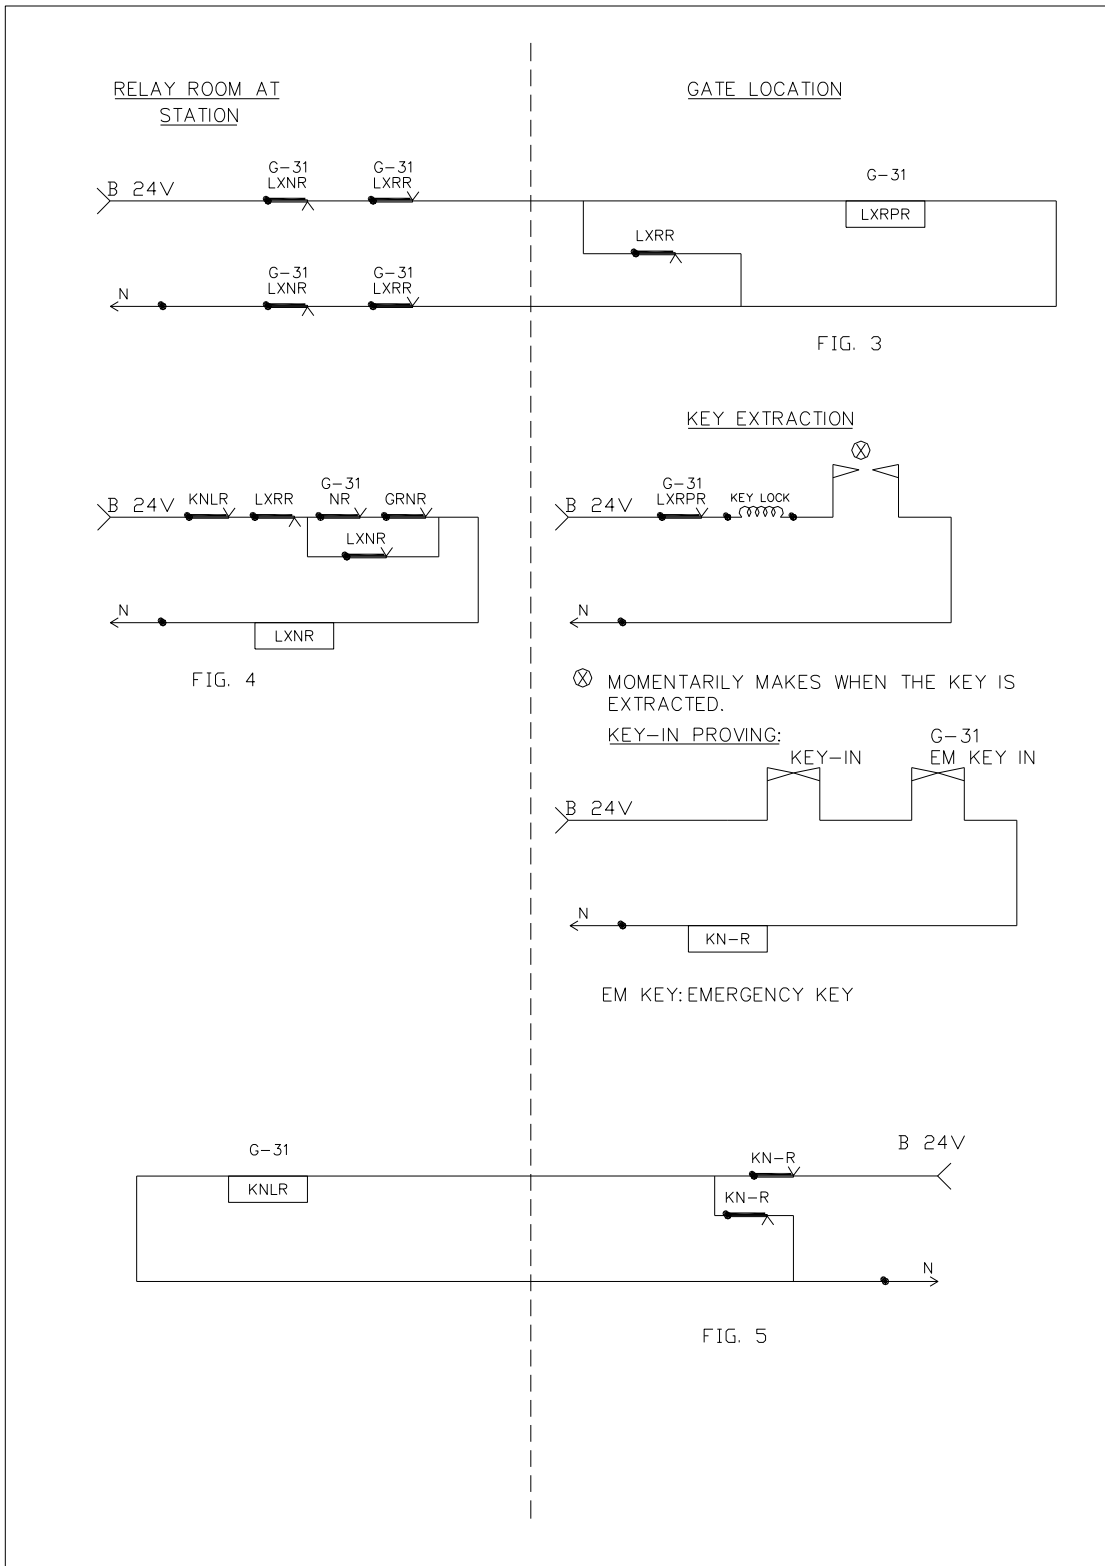 RELAY ROOM AT
STATION
GATE LOCATION
B 24V
G-31
LXNR
G-31
LXRR
G-31
LXRPR
LXRR
N
G-31
LXNR
G-31
LXRR
FIG. 3
KEY EXTRACTION
B 24V
KNLR
LXRR
G-31
NR
GRNR
LXNR
N
LXNR
FIG. 4
B 24V
G-31
LXRPR
KEY LOCK
N
MOMENTARILY MAKES WHEN THE KEY IS
EXTRACTED.
KEY-IN PROVING:
KEY-IN
G-31
EM KEY IN
B 24V
N
KN-R
EM KEY: EMERGENCY KEY
G-31
KNLR
KN-R
B 24V
KN-R
N
FIG. 5